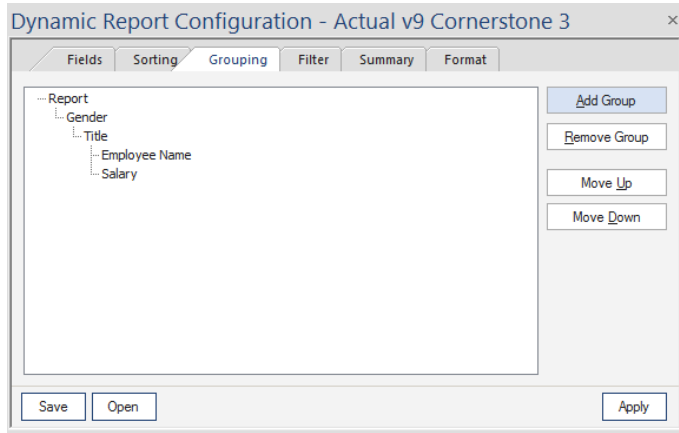 Dynamic Report Configuration - Actual v9 Cornerstone 3 ×
Fields Sorting Grouping Filter Summary Format
Report
Gender
Title
Employee Name
Salary
Add Group
Remove Group
Move Up
Move Down
Save Open Apply